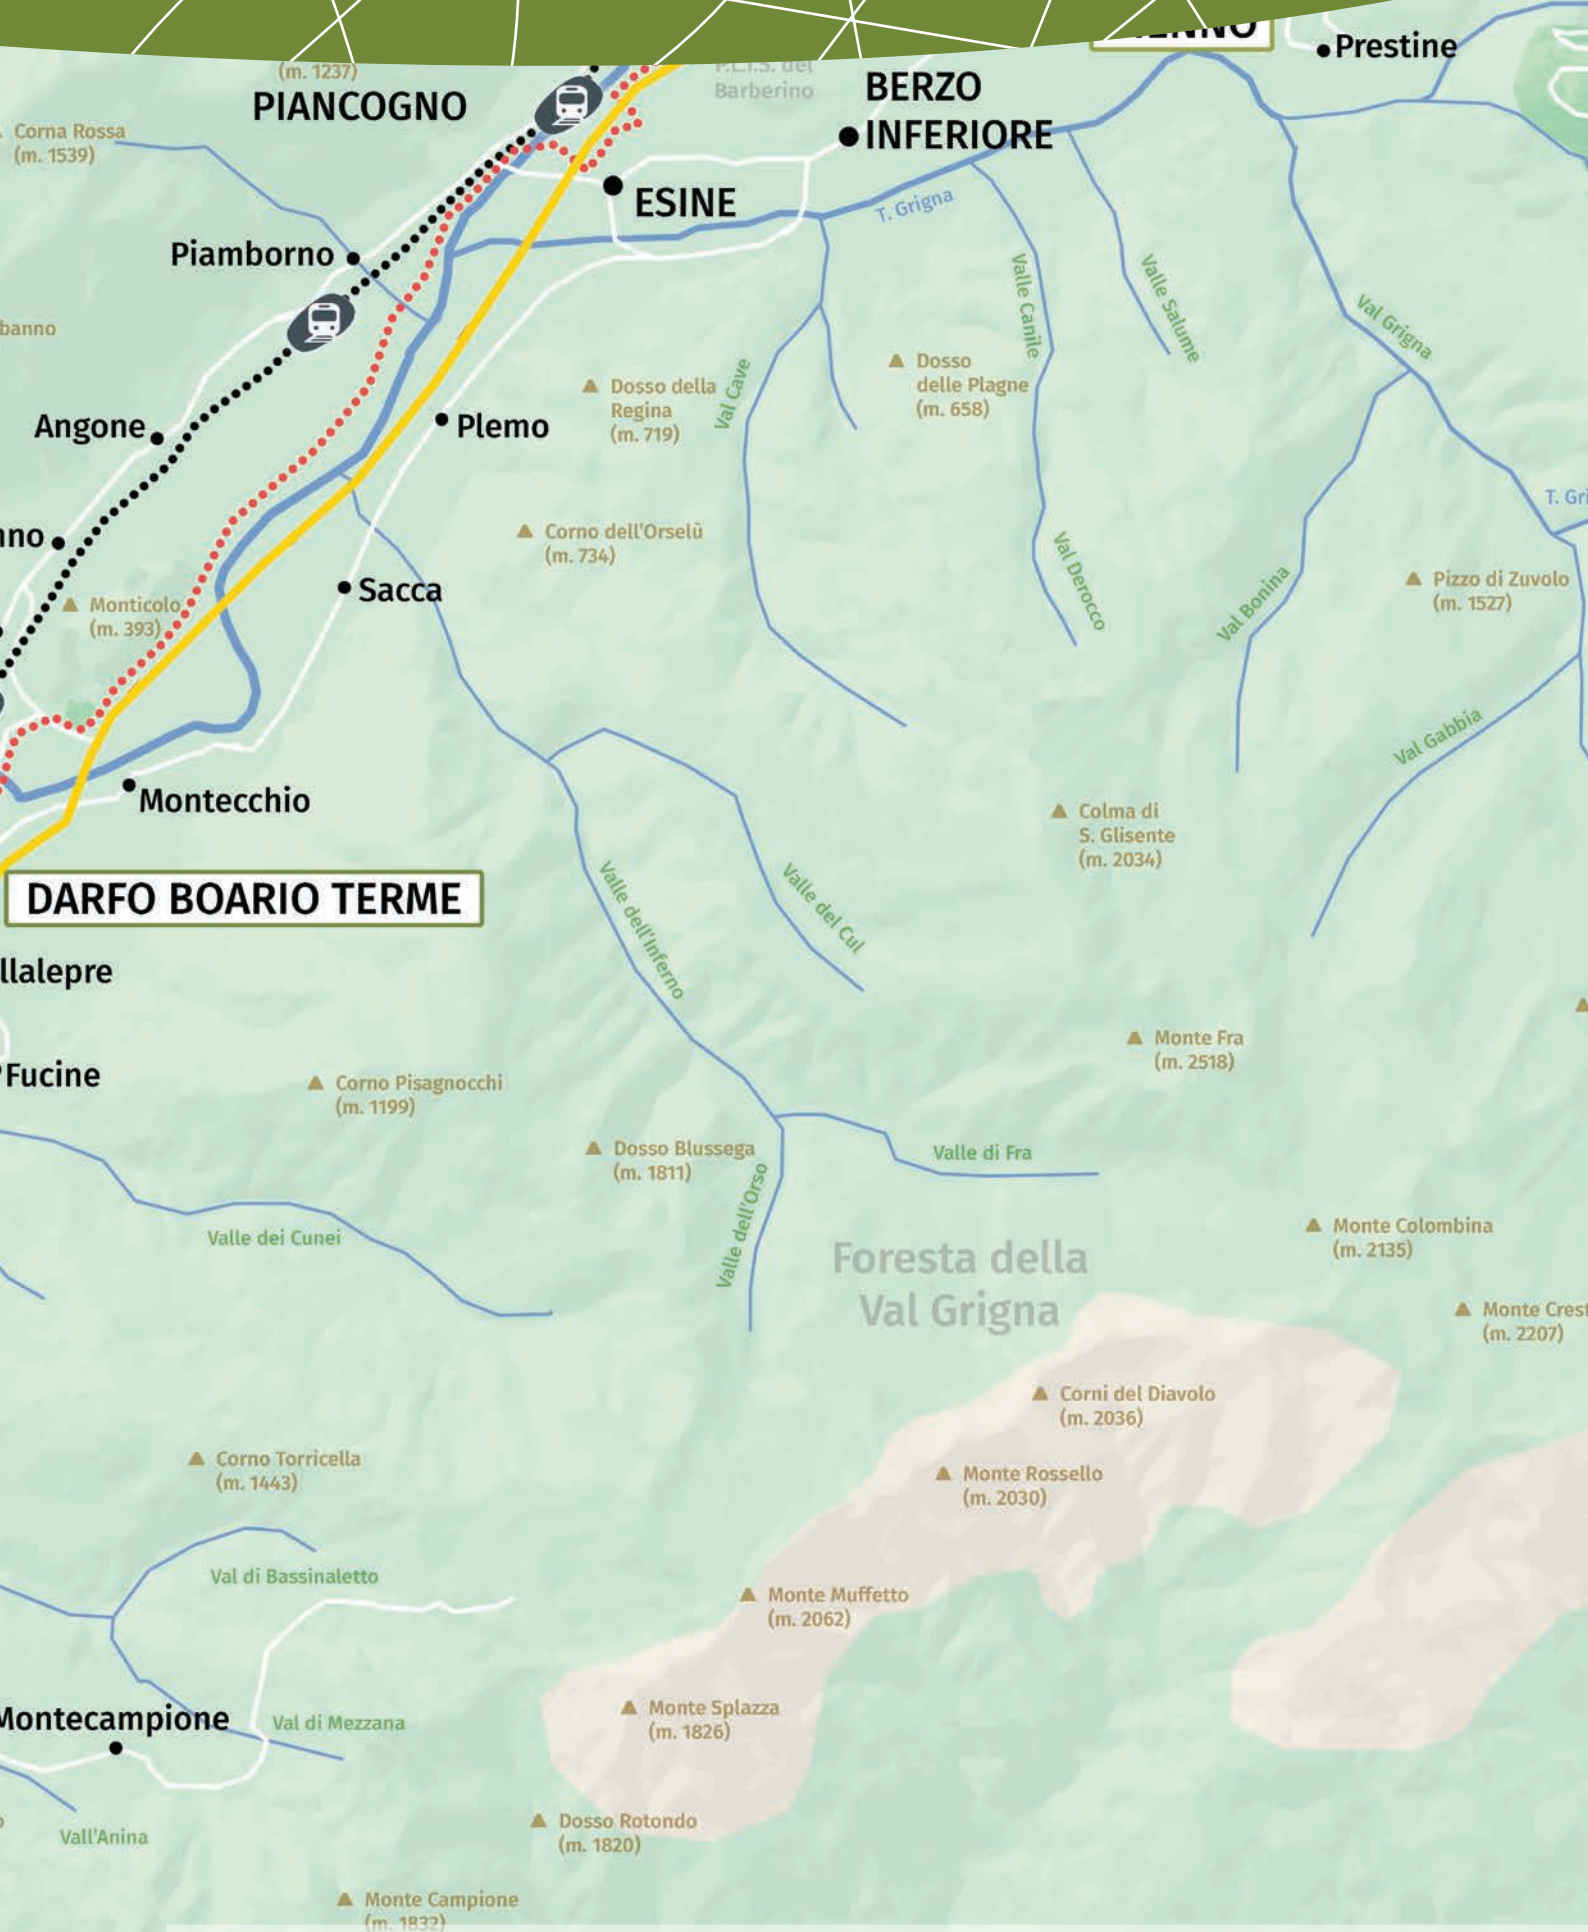 Prestine
(m. 1237)
PIANCOGNO
Barberino
BERZO
INFERIORE
Corna Rossa
(m. 1539)
ESINE
T. Grigna
Piamborno
Valle Canile
Valle Salume
Val Grigna
banno
Dosso della
Regina
(m. 719)
Val Cave
Dosso
delle Plagne
(m. 658)
Angone
Plemo
T. Gri
nno
Corno dell'Orselù
(m. 734)
Val Derocco
Val Bonina
Pizzo di Zuvolo
(m. 1527)
Sacca
Monticolo
(m. 393)
Val Gabbia
Montecchio
Colma di
S. Glisente
(m. 2034)
DARFO BOARIO TERME
Valle dell'Inferno
Valle del Cul
llalepre
Monte Fra
(m. 2518)
Fucine
Corno Pisagnocchi
(m. 1199)
Dosso Blussega
(m. 1811)
Valle di Fra
Valle dell'Orso
Valle dei Cunei
Monte Colombina
(m. 2135)
Foresta della
Val Grigna
Monte Crest
(m. 2207)
Corni del Diavolo
(m. 2036)
Corno Torricella
(m. 1443)
Monte Rossello
(m. 2030)
Val di Bassinaletto
Monte Muffetto
(m. 2062)
Montecampione
Val di Mezzana
Monte Splazza
(m. 1826)
Vall'Anina
Dosso Rotondo
(m. 1820)
Monte Campione
(m. 1832)